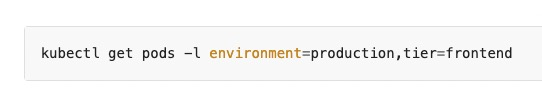 kubectl get pods -l environment=production,tier=frontend